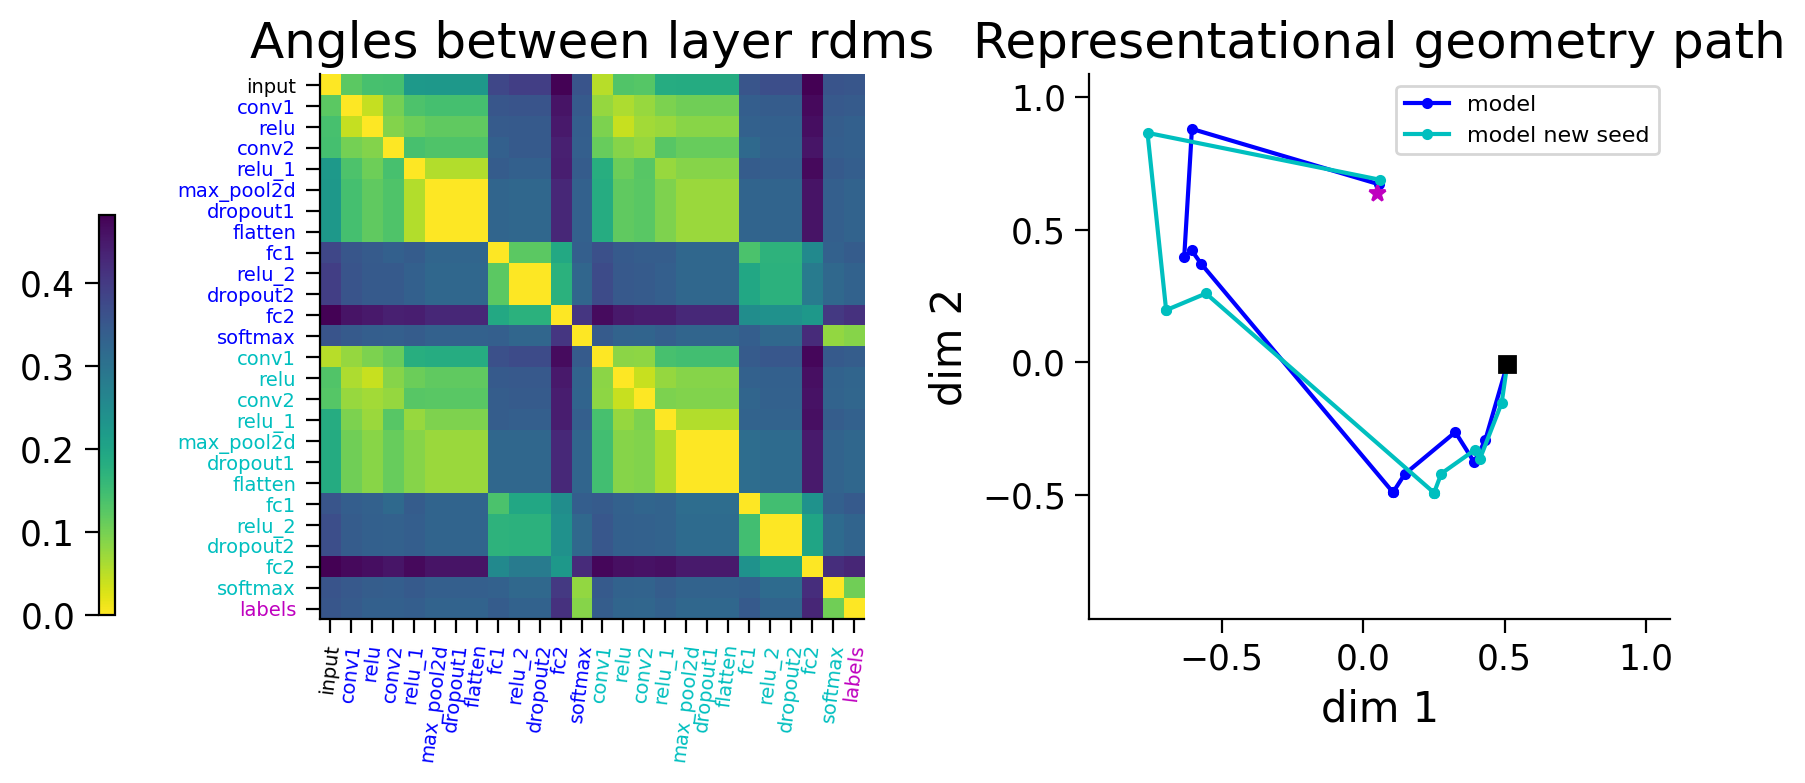 Angles between layer rdms
Representational geometry path
0.4
0.3
0.2
0.1
0.0
input
conv1
relu
conv2
relu_1
max_pool2d
dropout1
flatten
fc1
relu_2
dropout2
fc2
softmax
conv1
relu
conv2
relu_1
max_pool2d
dropout1
flatten
fc1
relu_2
dropout2
fc2
softmax
labels
input
conv1
relu
conv2
relu_1
max_pool2d
dropout1
flatten
fc1
relu_2
dropout2
fc2
softmax
conv1
relu
conv2
relu_1
max_pool2d
dropout1
flatten
fc1
relu_2
dropout2
fc2
softmax
labels
model
model new seed
dim 2
1.0
0.5
0.0
−0.5
−0.5
0.0
0.5
1.0
dim 1